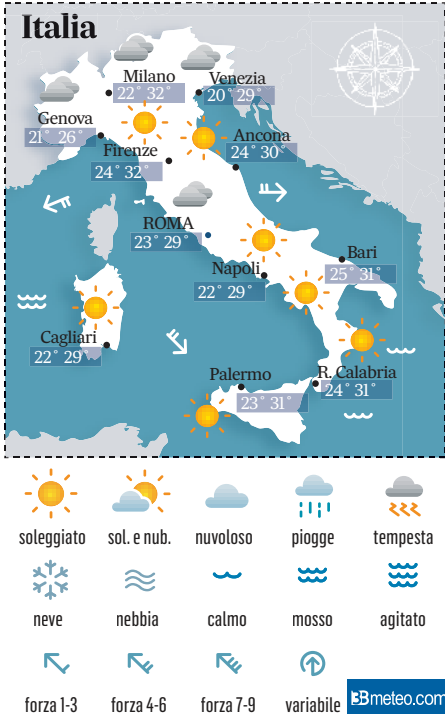 Italia
Milano
22° 32°
Venezia
20° 29°
Genova
21° 26°
Ancona
24° 30°
Firenze
24° 32°
ROMA
23° 29°
Bari
25° 31°
Napoli
22° 29°
Cagliari
22° 29°
Palermo
23° 31°
R. Calabria
24° 31°
soleggiato sol. e nub. nuvoloso piogge tempesta
neve nebbia calmo mosso agitato
forza 1-3 forza 4-6 forza 7-9 variabile
3Bmeteo.com